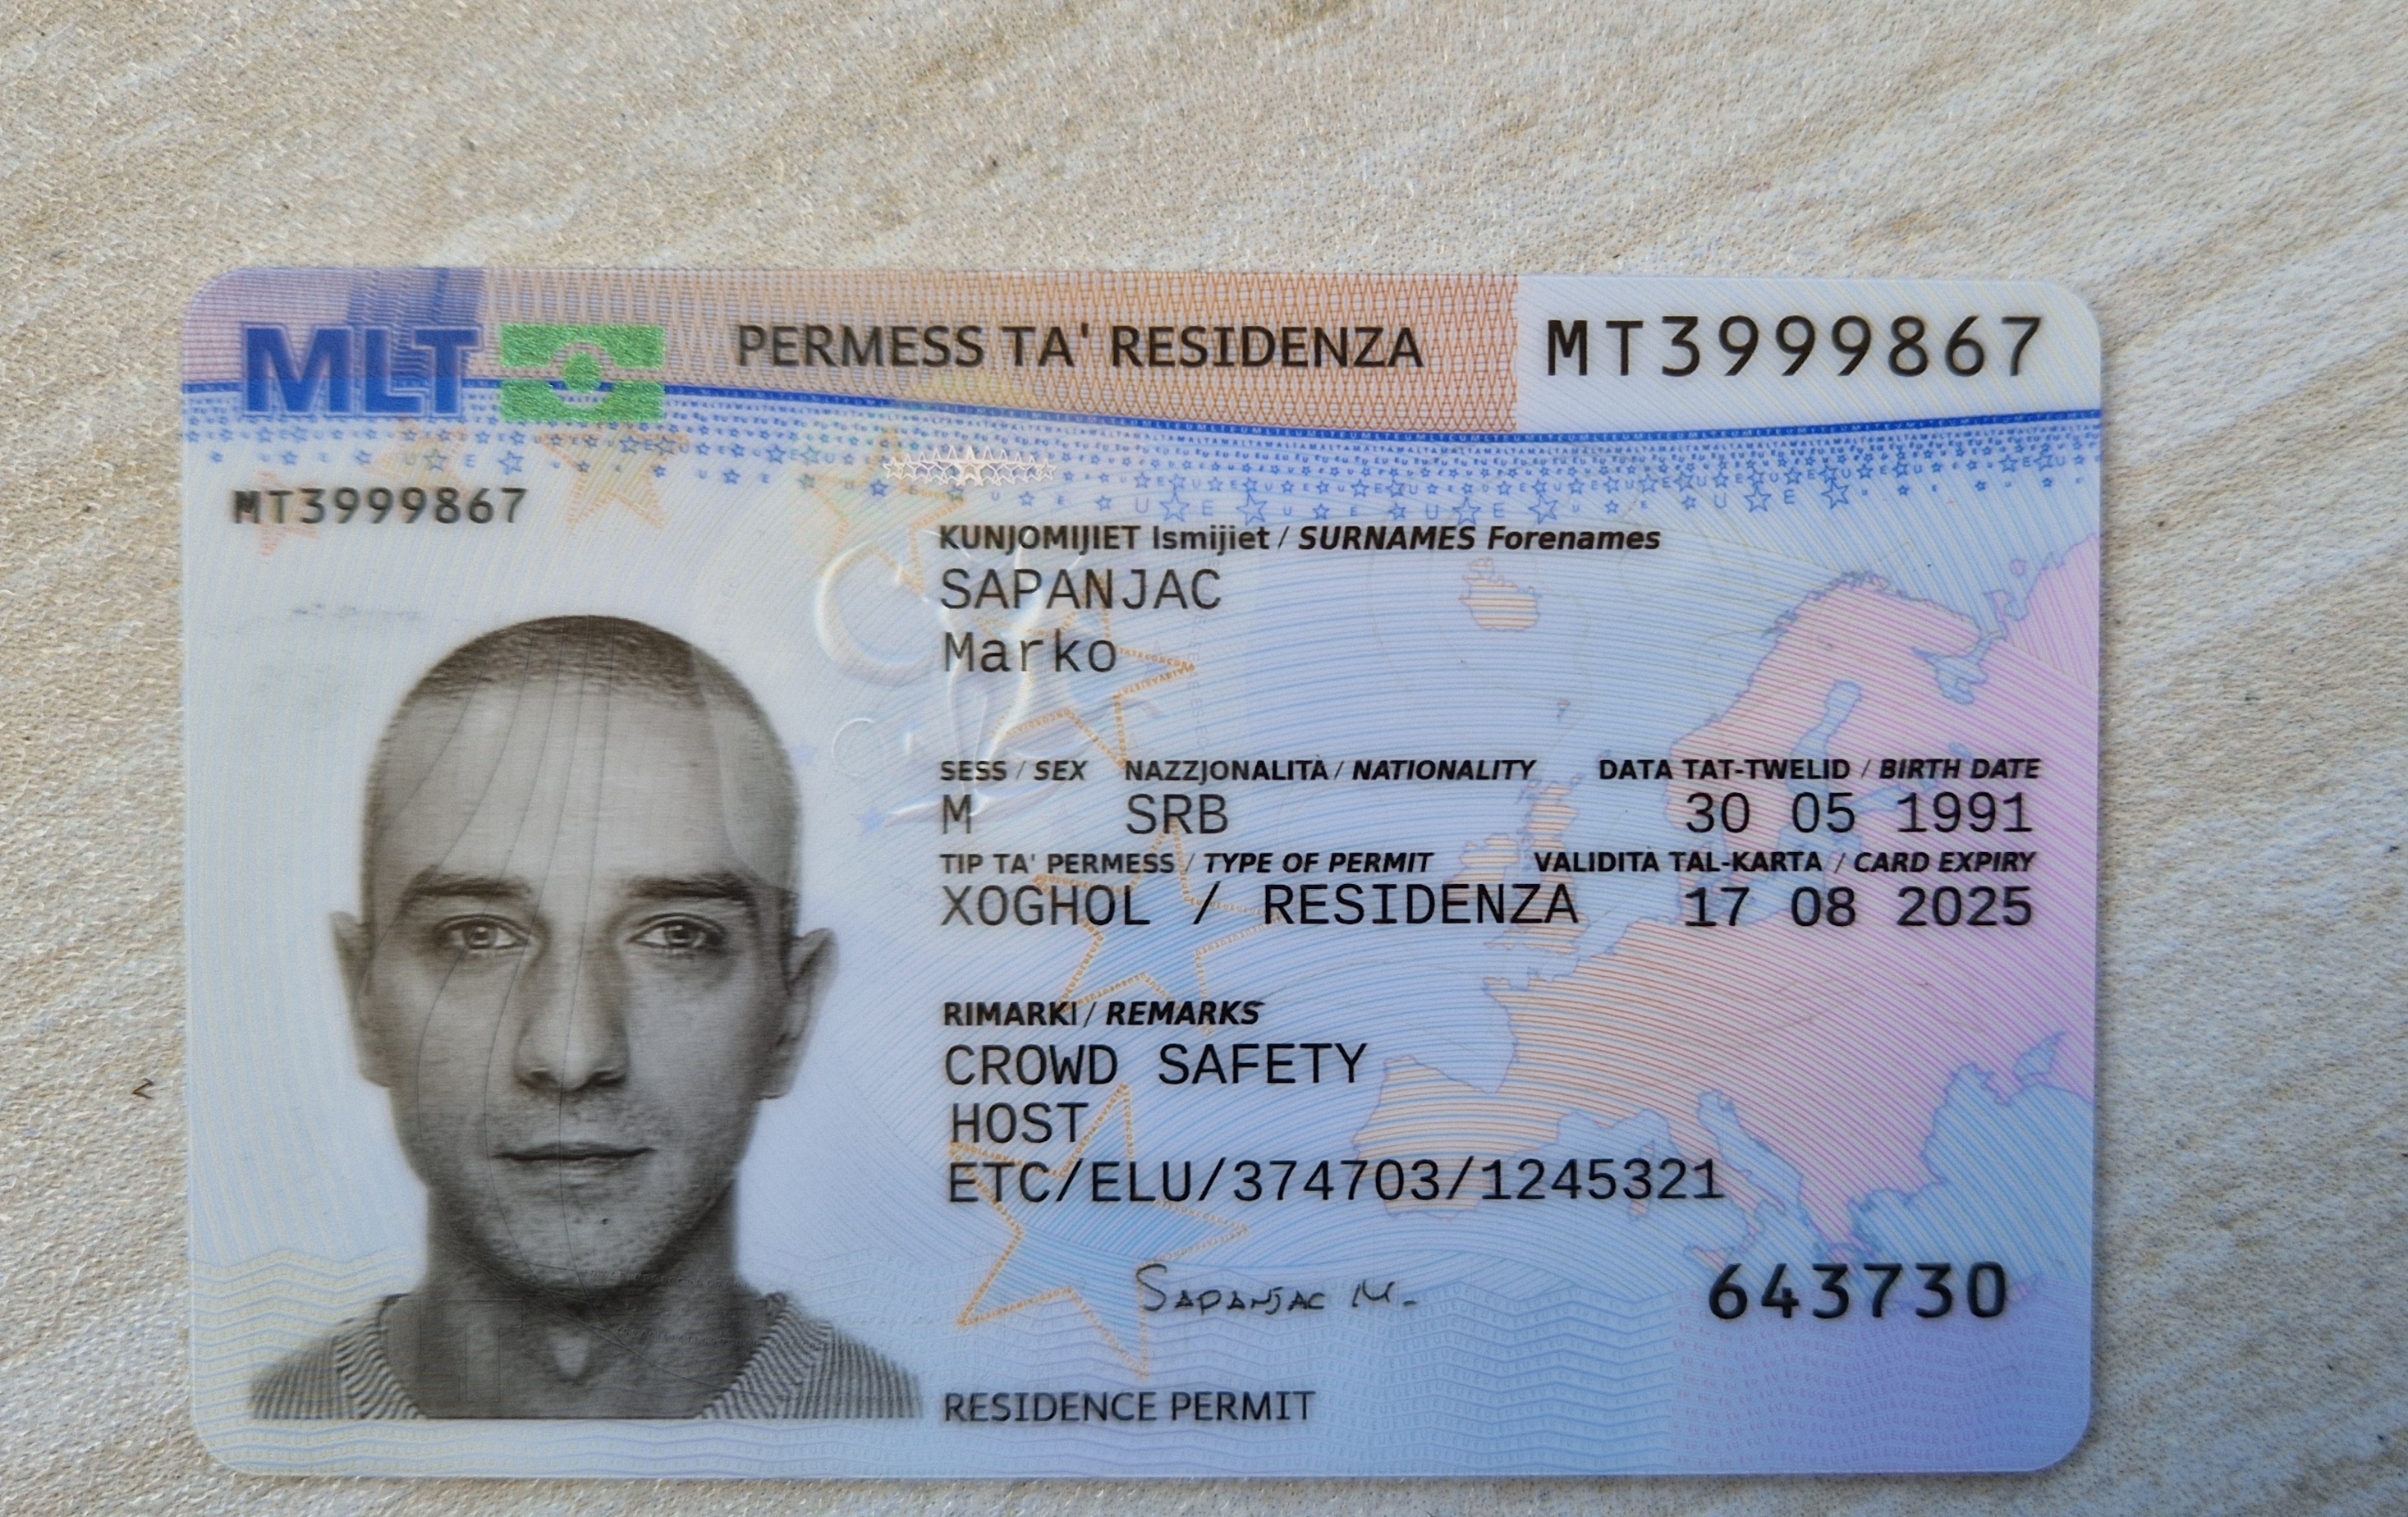 MLT PERMESS TA' RESIDENZA MT3999867
MT3999867
KUNJOMIJIET Ismijiet / SURNAMES Forenames
SAPANJAC
Marko
SESS / SEX NAZZJONALITÀ / NATIONALITY DATA TAT-TWELID / BIRTH DATE
M SRB 30 05 1991
TIP TA' PERMESS / TYPE OF PERMIT VALIDITÀ TAL-KARTA / CARD EXPIRY
XOGHOL / RESIDENZA 17 08 2025
RIMARKI / REMARKS
CROWD SAFETY
HOST
ETC/ELU/374703/1245321
Sapanjac M.
643730
RESIDENCE PERMIT